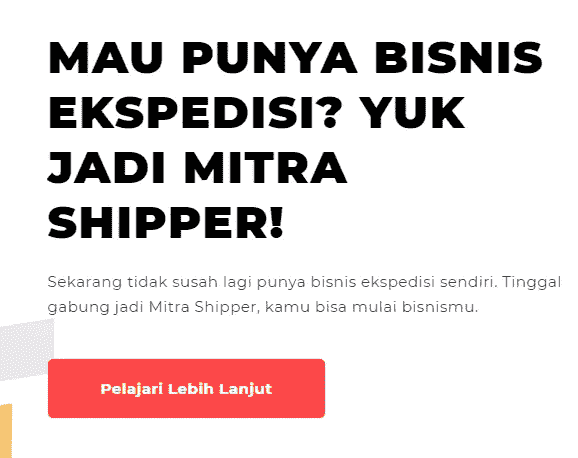 MAU PUNYA BISNIS
EKSPEDISI? YUK
JADI MITRA
SHIPPER!
Sekarang tidak susah lagi punya bisnis ekspedisi sendiri. Tinggal
gabung jadi Mitra Shipper, kamu bisa mulai bisnismu.
Pelajari Lebih Lanjut